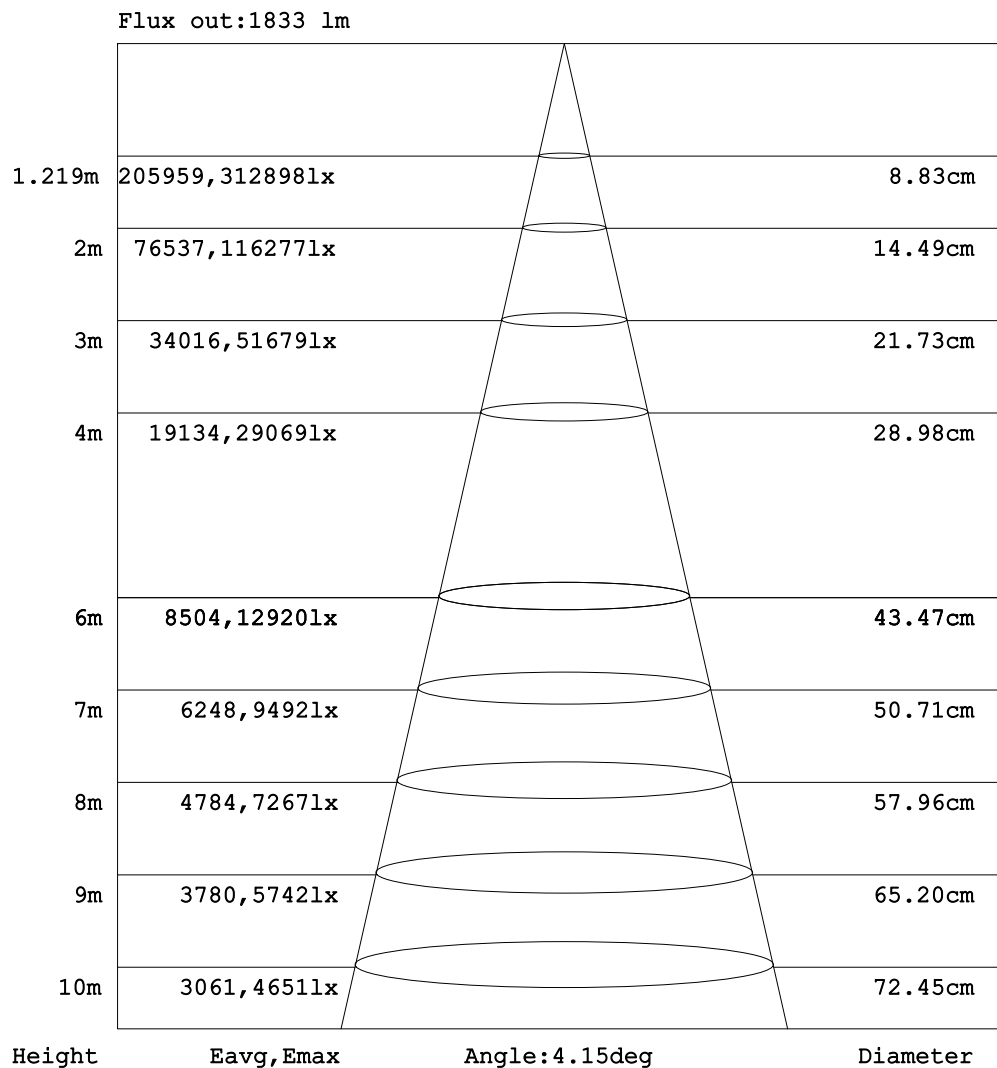 Flux out:1833 lm
1.219m 205959,312898lx 8.83cm
2m 76537,116277lx 14.49cm
3m 34016,51679lx 21.73cm
4m 19134,29069lx 28.98cm
6m 8504,12920lx 43.47cm
7m 6248,9492lx 50.71cm
8m 4784,7267lx 57.96cm
9m 3780,5742lx 65.20cm
10m 3061,4651lx 72.45cm
Height Eavg,Emax Angle:4.15deg Diameter